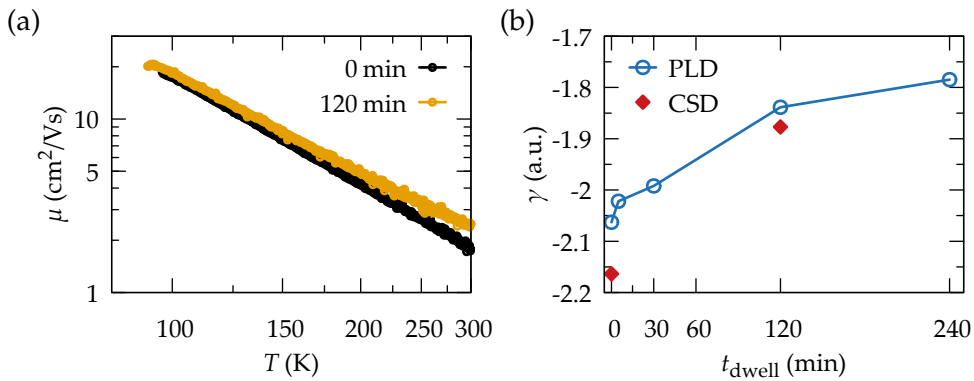 (a)
μ (cm²/Vs)
10
5
1
100
150
200
250
300
T (K)
0 min
120 min
(b)
γ (a.u.)
-1.7
-1.8
-1.9
-2
-2.1
-2.2
0
30
60
120
240
t_dwell (min)
PLD
CSD